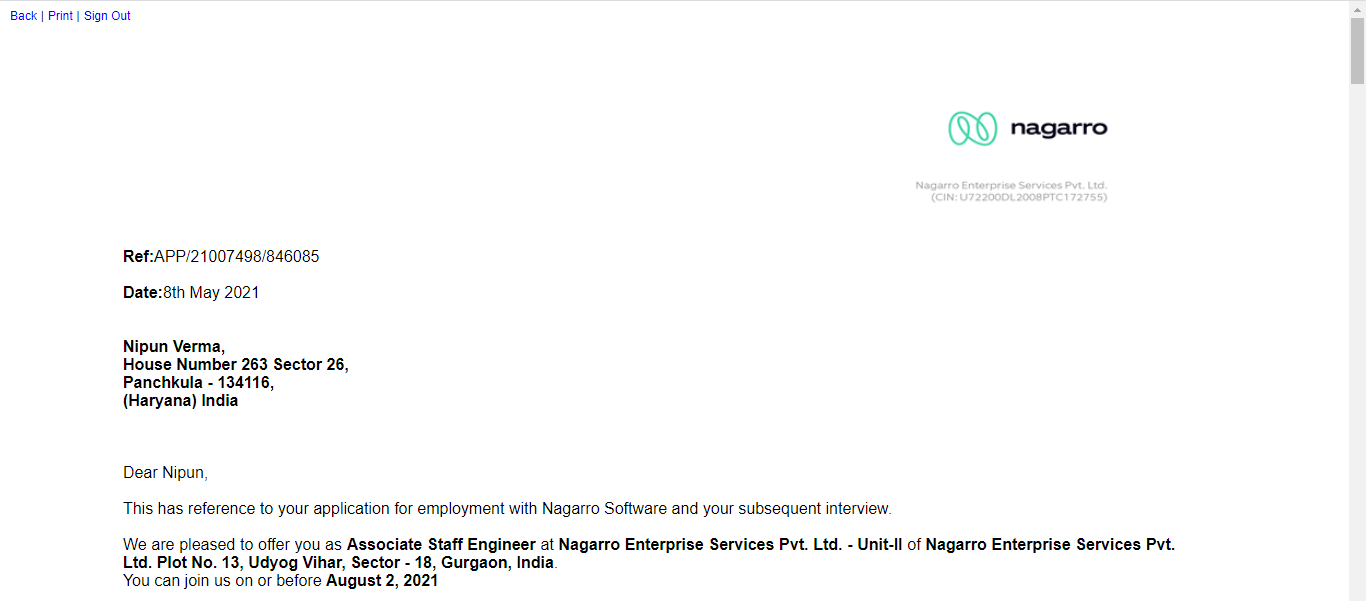 Back | Print | Sign Out
nagarro
Nagarro Enterprise Services Pvt. Ltd.
(CIN: U72200DL2008PTC172755)
Ref:APP/21007498/846085
Date:8th May 2021
Nipun Verma,
House Number 263 Sector 26,
Panchkula - 134116,
(Haryana) India
Dear Nipun,
This has reference to your application for employment with Nagarro Software and your subsequent interview.
We are pleased to offer you as Associate Staff Engineer at Nagarro Enterprise Services Pvt. Ltd. - Unit-II of Nagarro Enterprise Services Pvt.
Ltd. Plot No. 13, Udyog Vihar, Sector - 18, Gurgaon, India.
You can join us on or before August 2, 2021